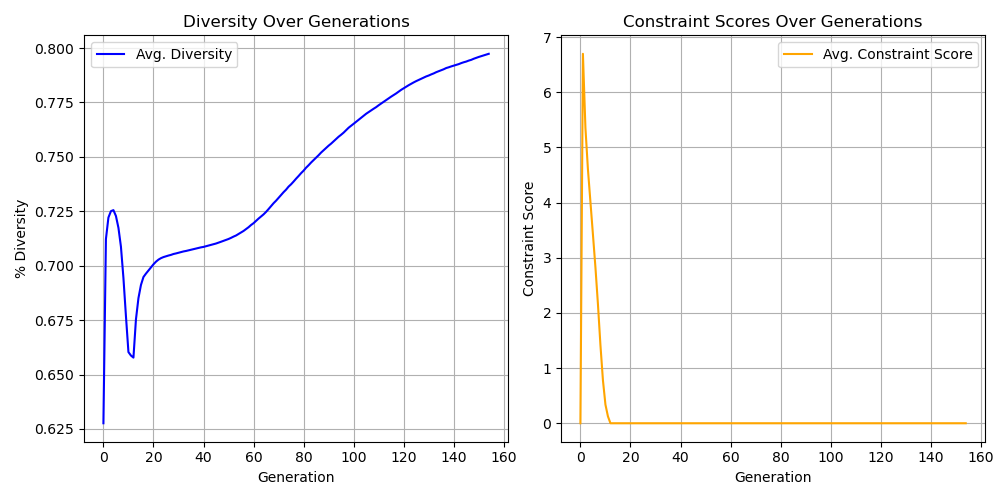 Diversity Over Generations
Avg. Diversity
% Diversity
0.800
0.775
0.750
0.725
0.700
0.675
0.650
0.625
0 20 40 60 80 100 120 140 160
Generation
Constraint Scores Over Generations
Avg. Constraint Score
Constraint Score
7
6
5
4
3
2
1
0
0 20 40 60 80 100 120 140 160
Generation